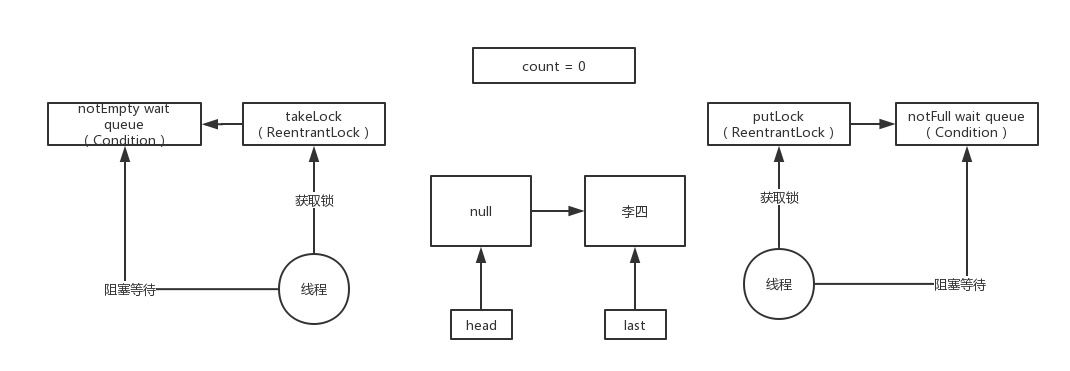 count = 0
notEmpty wait
queue
( Condition )
takeLock
( ReentrantLock )
putLock
( ReentrantLock )
notFull wait queue
( Condition )
获取锁
null
李四
获取锁
阻塞等待
线程
线程
阻塞等待
head
last